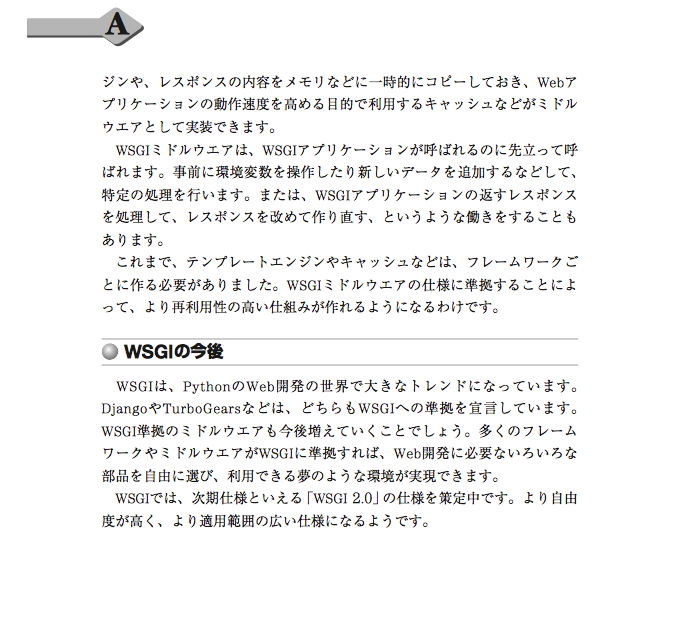 A
ジンや、レスポンスの内容をメモリなどに一時的にコピーしておき、Webア
プリケーションの動作速度を高める目的で利用するキャッシュなどがミドル
ウエアとして実装できます。
WSGIミドルウエアは、WSGIアプリケーションが呼ばれるのに先立って呼
ばれます。事前に環境変数を操作したり新しいデータを追加するなどして、
特定の処理を行います。または、WSGIアプリケーションの返すレスポンス
を処理して、レスポンスを改めて作り直す、というような働きをすることも
あります。
これまで、テンプレートエンジンやキャッシュなどは、フレームワークご
とに作る必要がありました。WSGIミドルウエアの仕様に準拠することによ
って、より再利用性の高い仕組みが作れるようになるわけです。
WSGIの今後
WSGIは、PythonのWeb開発の世界で大きなトレンドになっています。
DjangoやTurboGearsなどは、どちらもWSGIへの準拠を宣言しています。
WSGI準拠のミドルウエアも今後増えていくことでしょう。多くのフレーム
ワークやミドルウエアがWSGIに準拠すれば、Web開発に必要ないろいろな
部品を自由に選び、利用できる夢のような環境が実現できます。
WSGIでは、次期仕様といえる「WSGI 2.0」の仕様を策定中です。より自由
度が高く、より適用範囲の広い仕様になるようです。